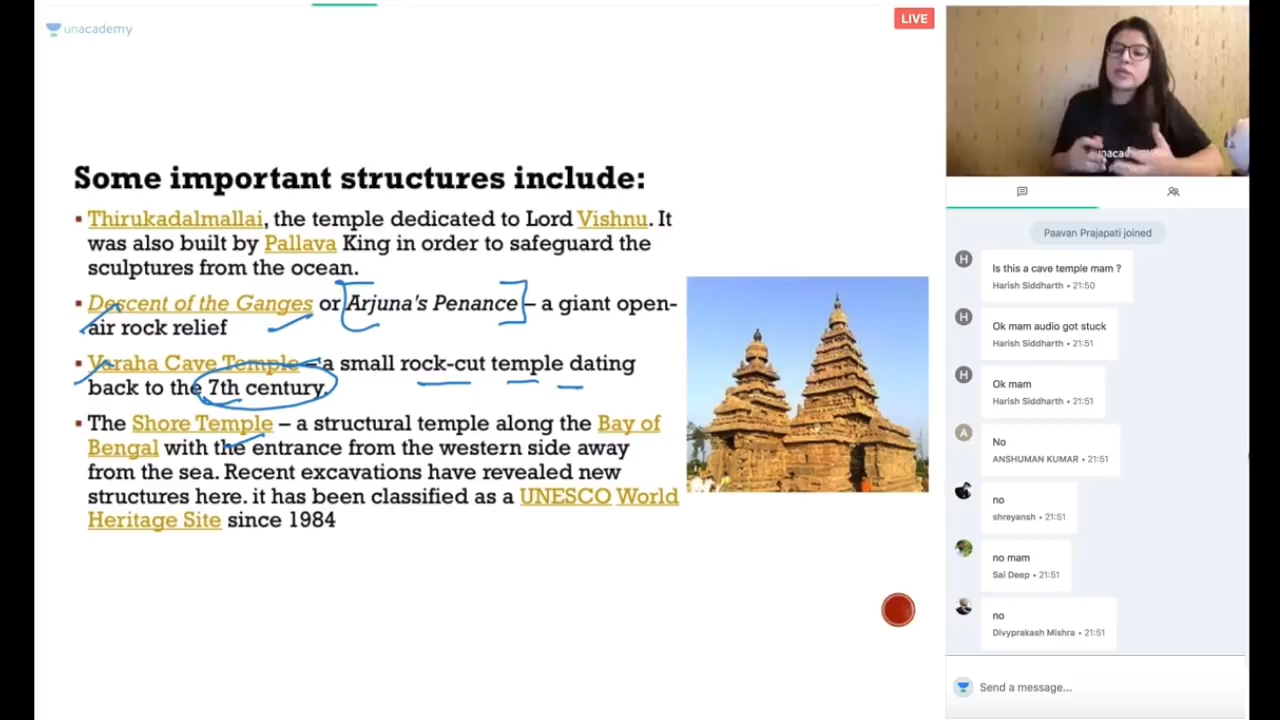 unacademy
LIVE
Some important structures include:
▪ Thirukadalmallai, the temple dedicated to Lord Vishnu. It
was also built by Pallava King in order to safeguard the
sculptures from the ocean.
▪ Descent of the Ganges or Arjuna's Penance – a giant open-
air rock relief
▪ Varaha Cave Temple – a small rock-cut temple dating
back to the 7th century.
▪ The Shore Temple – a structural temple along the Bay of
Bengal with the entrance from the western side away
from the sea. Recent excavations have revealed new
structures here. it has been classified as a UNESCO World
Heritage Site since 1984
unacademy
Paavan Prajapati joined
H
Is this a cave temple mam ?
Harish Siddharth • 21:50
H
Ok mam audio got stuck
Harish Siddharth • 21:51
H
Ok mam
Harish Siddharth • 21:51
A
No
ANSHUMAN KUMAR • 21:51
no
shreyansh • 21:51
no mam
Sai Deep • 21:51
no
Divyprakash Mishra • 21:51
Send a message...